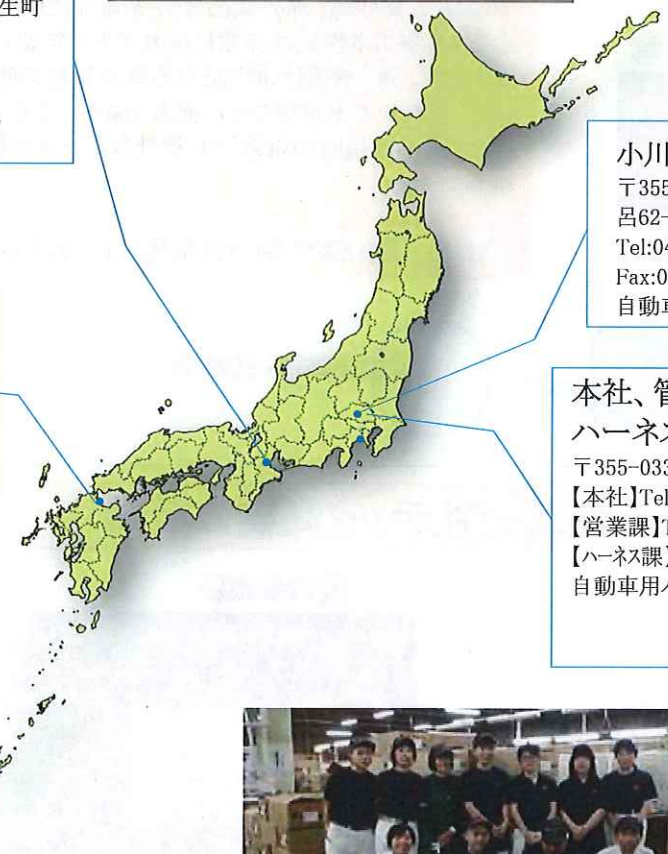 生町
小川
〒355
呂62-
Tel:04
Fax:0
自動車
本社、管
ハーネス
〒355-033
【本社】Tel
【営業課】T
【ハーネス課】
自動車用ハ